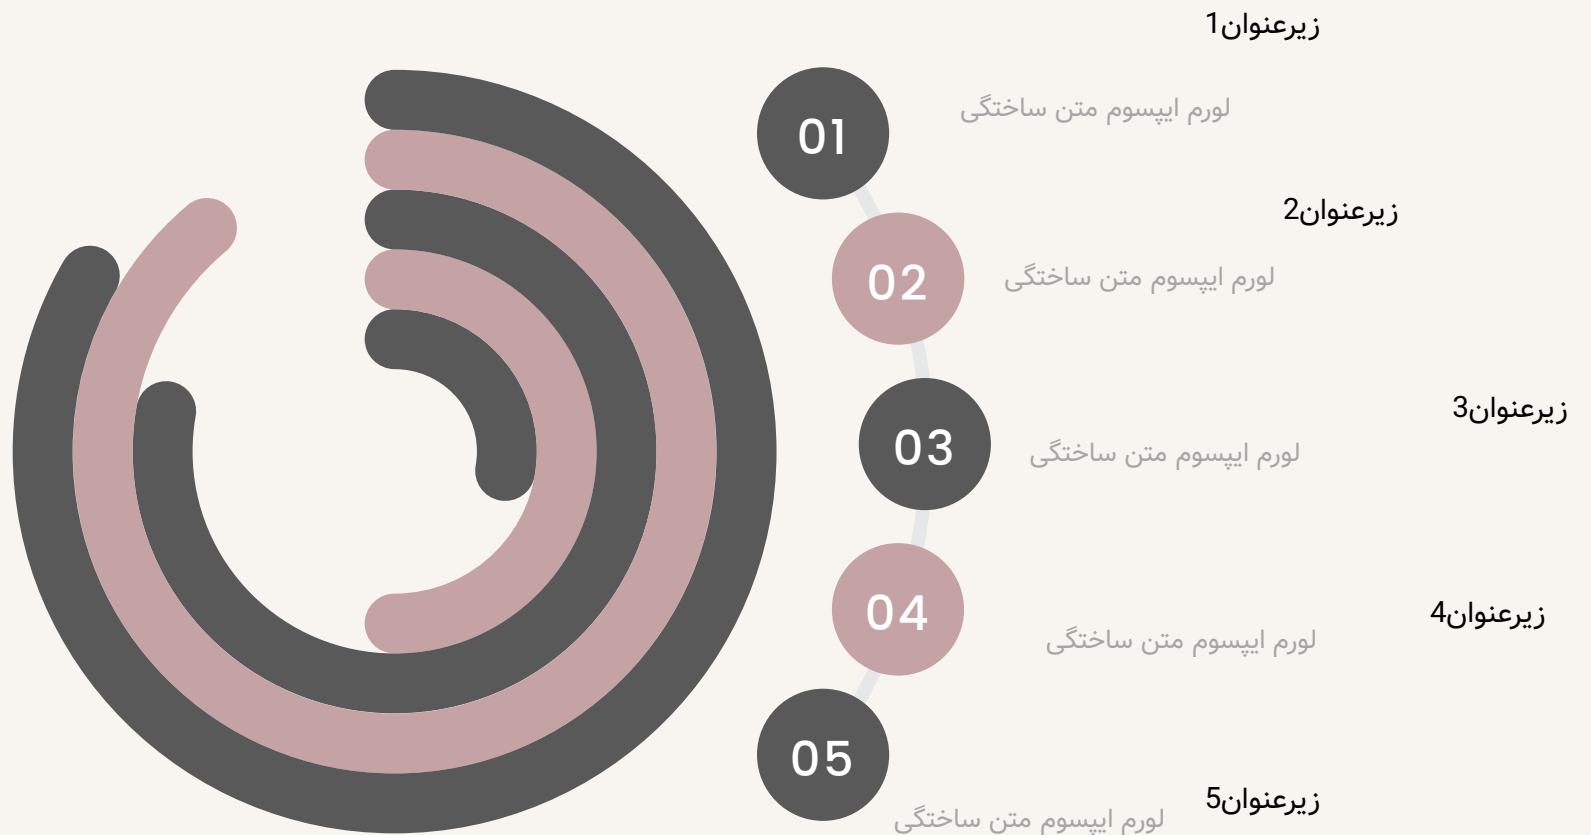 زیرعنوان1
01
لورم ایپسوم متن ساختگی
زیرعنوان2
02
لورم ایپسوم متن ساختگی
زیرعنوان3
03
لورم ایپسوم متن ساختگی
زیرعنوان4
04
لورم ایپسوم متن ساختگی
زیرعنوان5
05
لورم ایپسوم متن ساختگی